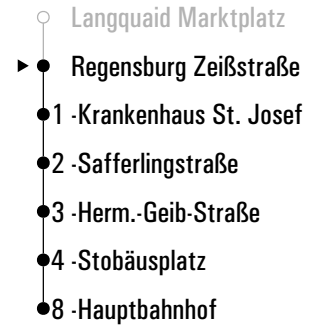 Langquaid Marktplatz
Regensburg Zeißstraße
1 -Krankenhaus St. Josef
2 -Safferlingstraße
3 -Herm.-Geib-Straße
4 -Stobäusplatz
8 -Hauptbahnhof